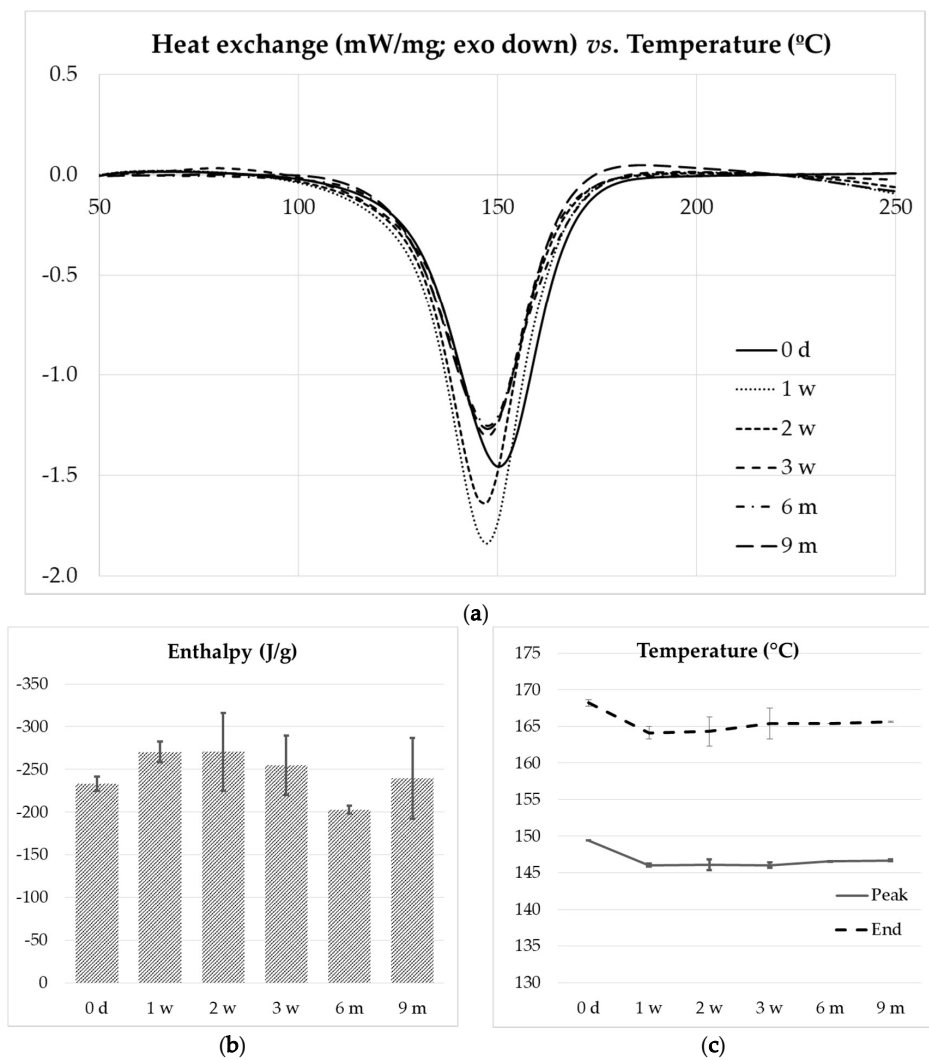 Heat exchange (mW/mg; exo down) vs. Temperature (ºC)
0.5
0.0
50 100 150 200 250
-0.5
-1.0
-1.5
-2.0
0 d
1 w
2 w
3 w
6 m
9 m
(a)
Enthalpy (J/g)
-350
-300
-250
-200
-150
-100
-50
0
0 d 1 w 2 w 3 w 6 m 9 m
(b)
Temperature (°C)
175
170
165
160
155
150
145
140
135
130
Peak
End
0 d 1 w 2 w 3 w 6 m 9 m
(c)